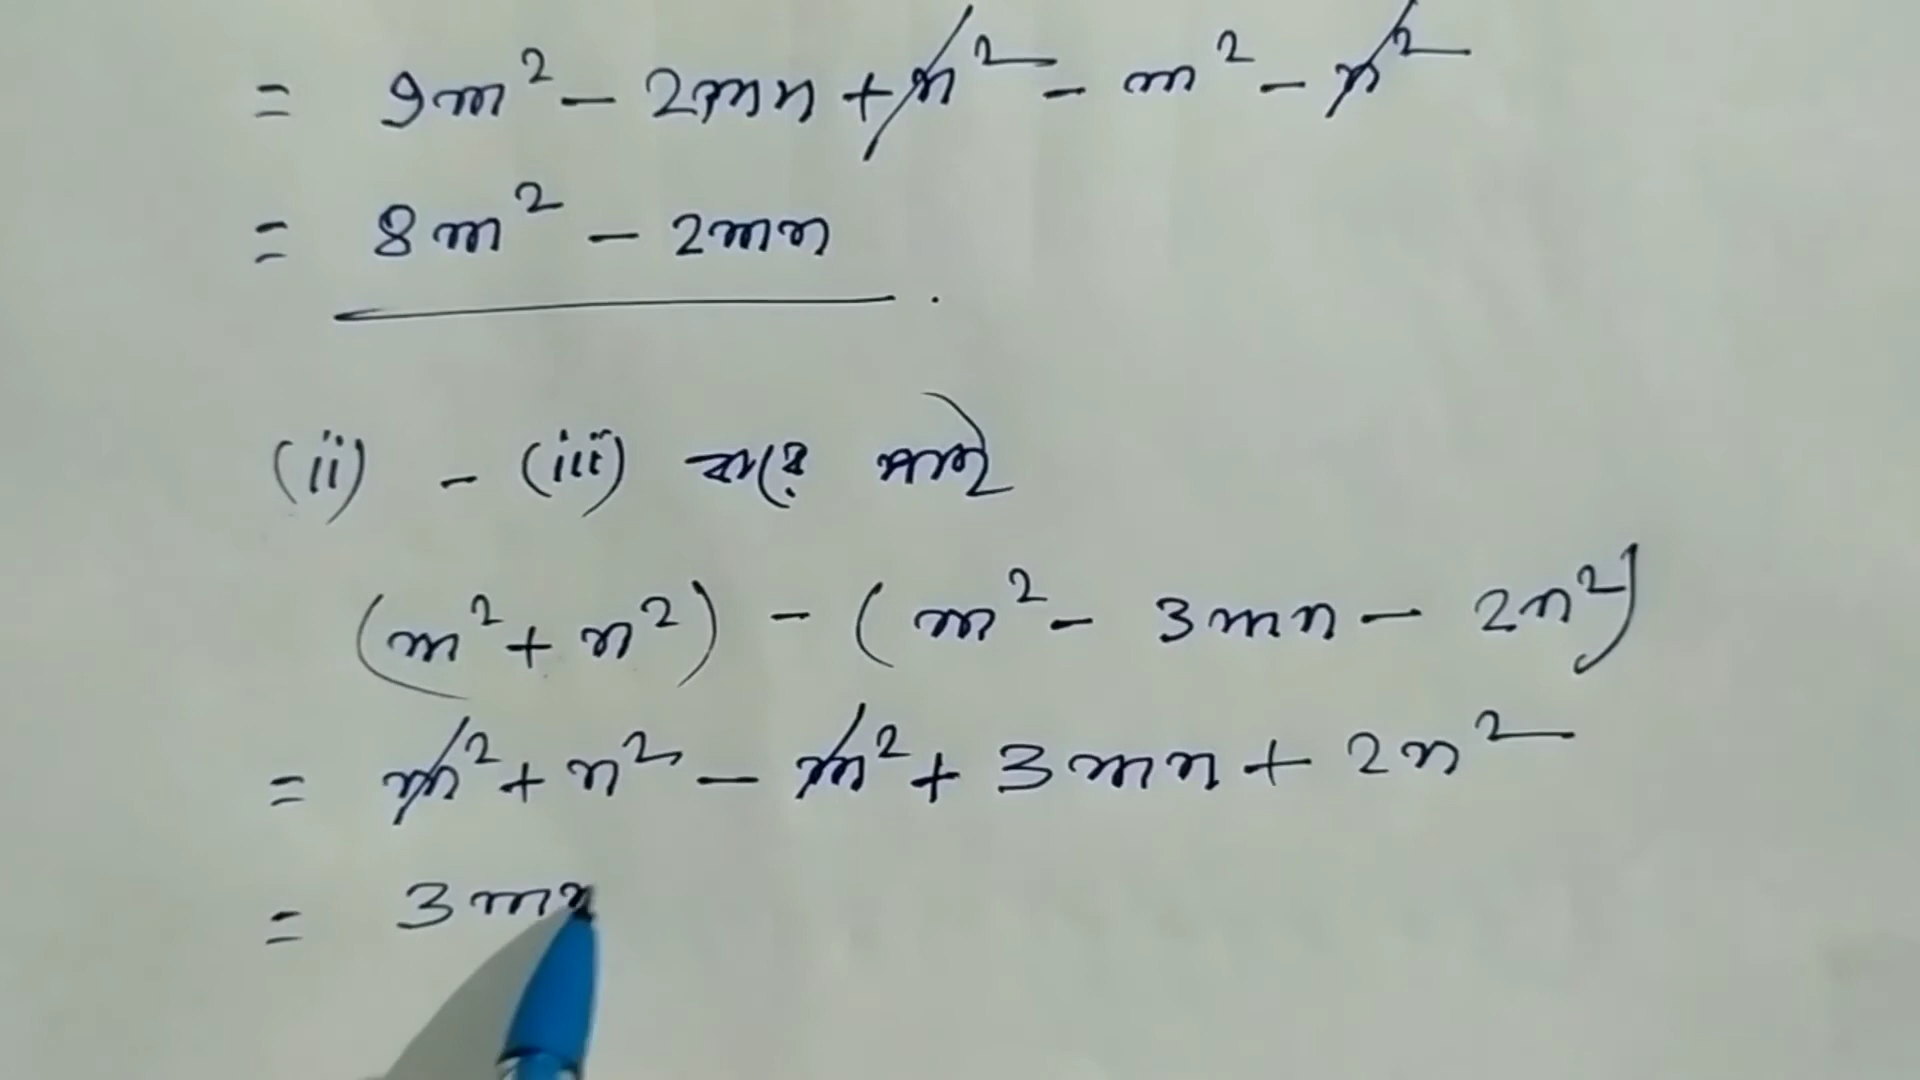 = 9m² - 2mn + n² - m² - n²
= 8m² - 2mn .
(ii) - (iii) করে পাই
(m² + n²) - (m² - 3mn - 2n²)
= m² + n² - m² + 3mn + 2n²
= 3mn